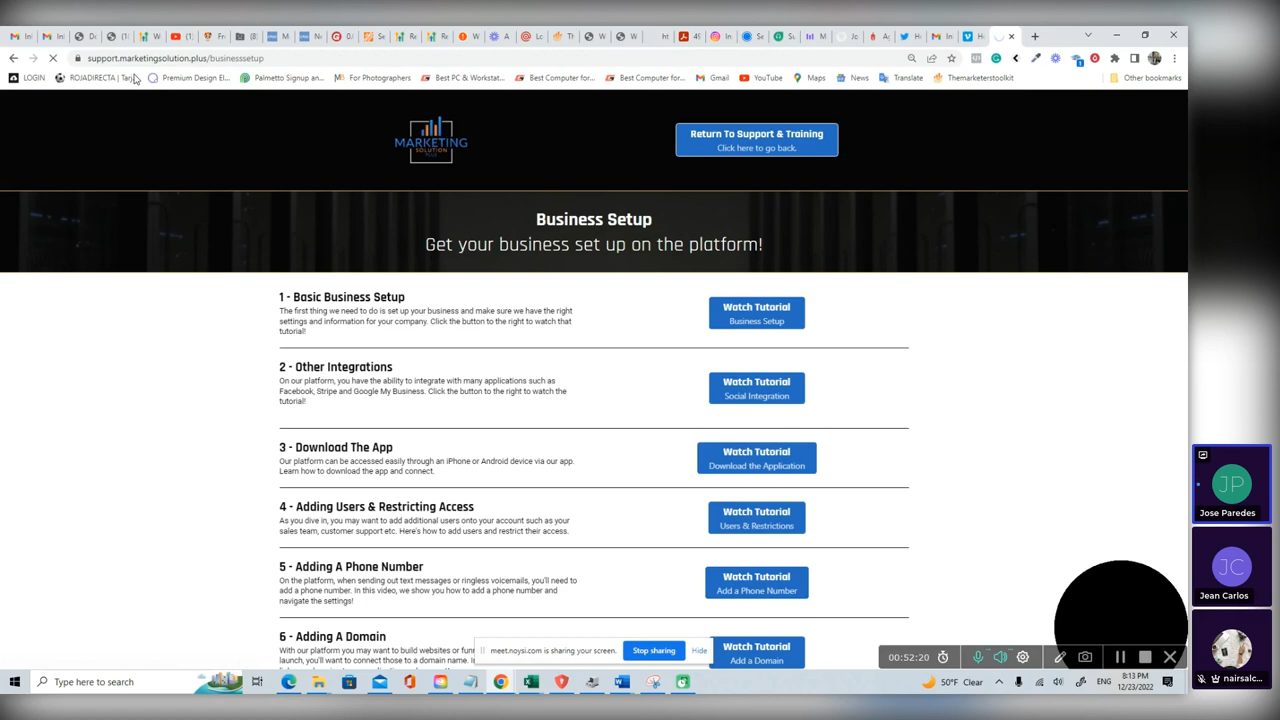 support.marketingsolution.plus/businesssetup
LOGIN
ROJADIRECTA | Tarj
Premium Design El...
Palmetto Signup an...
For Photographers
Best PC & Workstat...
Best Computer for...
Best Computer for...
Gmail
YouTube
Maps
News
Translate
Themarketerstoolkit
Other bookmarks
MARKETING
SOLUTION
Return To Support & Training
Click here to go back.
Business Setup
Get your business set up on the platform!
1 - Basic Business Setup
The first thing we need to do is set up your business and make sure we have the right
settings and information for your company. Click the button to the right to watch that
tutorial!
Watch Tutorial
Business Setup
2 - Other Integrations
On our platform, you have the ability to integrate with many applications such as
Facebook, Stripe and Google My Business. Click the button to the right to watch the
tutorial!
Watch Tutorial
Social Integration
3 - Download The App
Our platform can be accessed easily through an iPhone or Android device via our app.
Learn how to download the app and connect.
Watch Tutorial
Download the Application
4 - Adding Users & Restricting Access
As you dive in, you may want to add additional users onto your account such as your
sales team, customer support etc. Here's how to add users and restrict their access.
Watch Tutorial
Users & Restrictions
5 - Adding A Phone Number
On the platform, when sending out text messages or ringless voicemails, you'll need to
add a phone number. In this video, we show you how to add a phone number and
navigate the settings!
Watch Tutorial
Add a Phone Number
6 - Adding A Domain
On our platform you may want to build websites or fun
launch, you'll want to connect those to a domain name. I
Watch Tutorial
Add a Domain
meet.noysi.com is sharing your screen.
Stop sharing
Hide
00:52:20
JP
Jose Paredes
JC
Jean Carlos
nairsalc...
Type here to search
50°F Clear
ENG
8:13 PM
12/23/2022